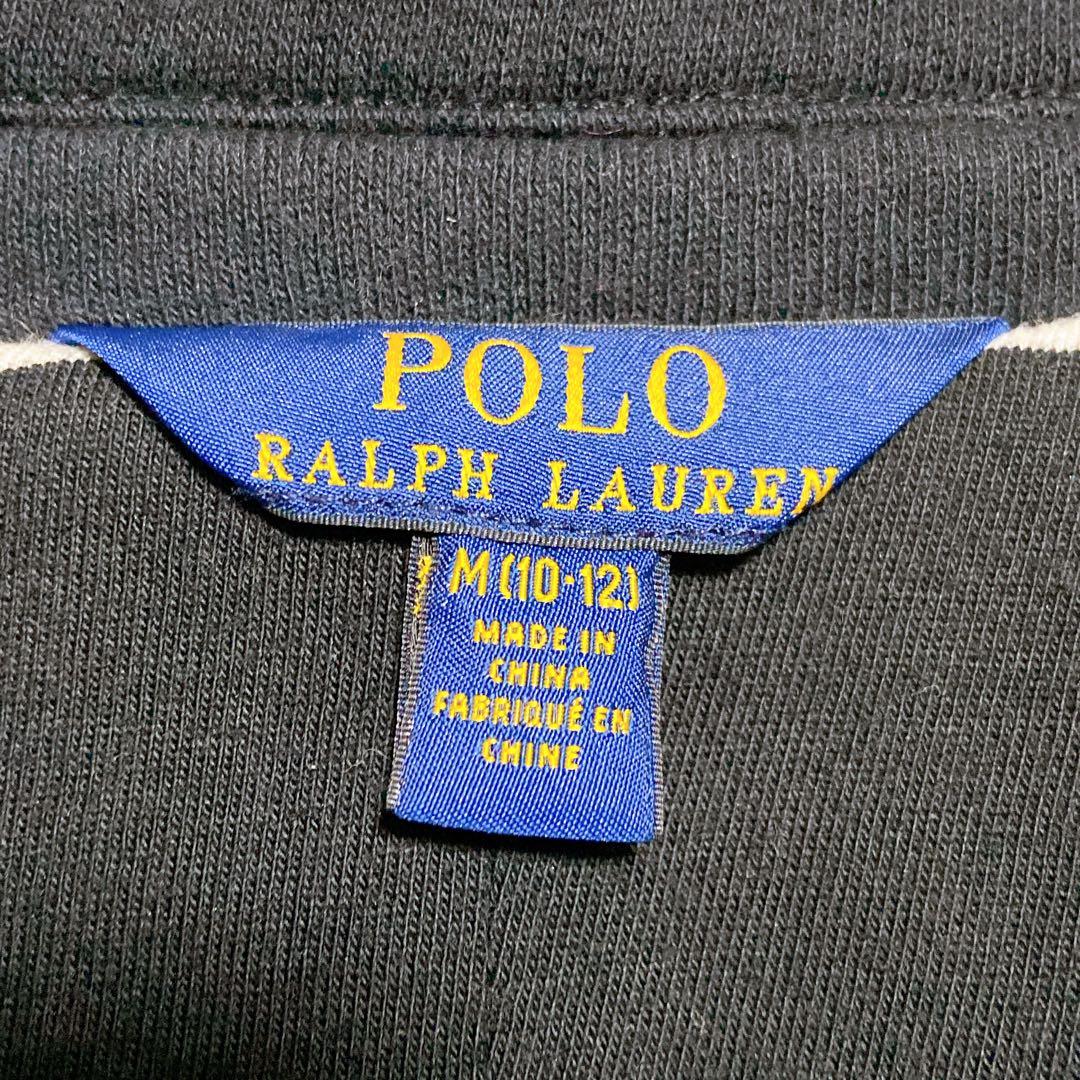 POLO
RALPH LAUREN
M(10-12)
MADE IN
CHINA
FABRIQUÉ EN
CHINE